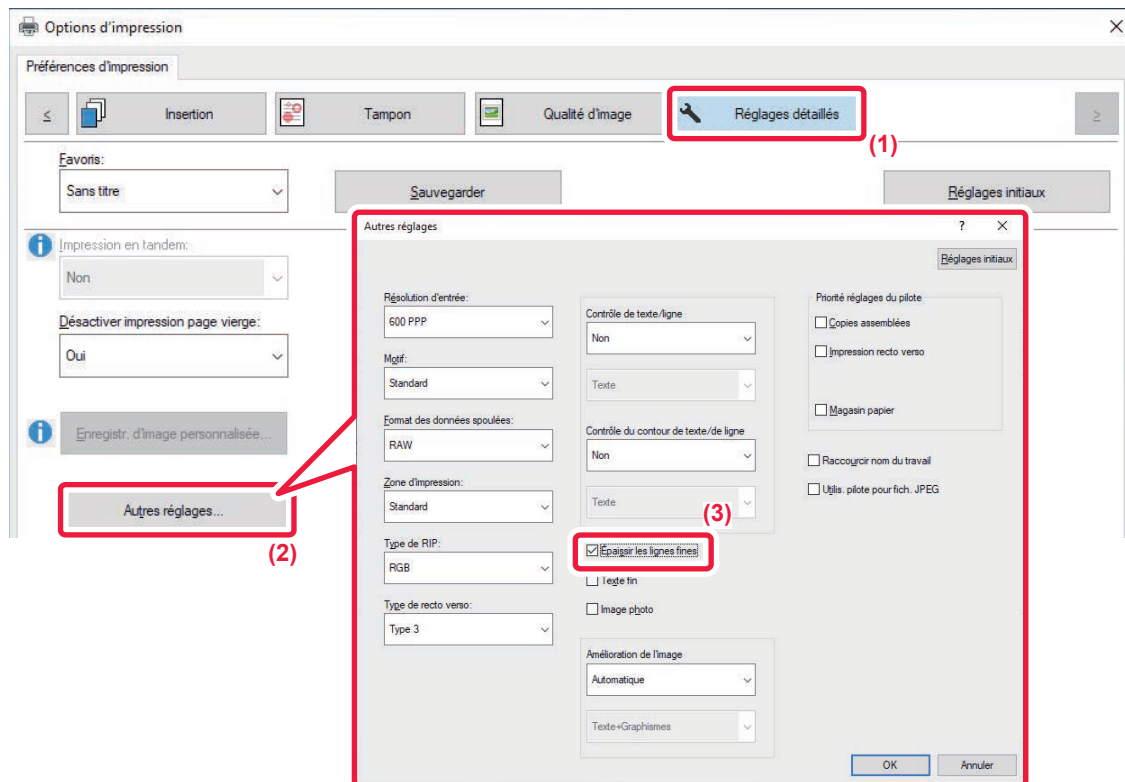 Options d'impression
Préférences d'impression
<
Insertion
Tampon
Qualité d'image
Réglages détaillés
>
(1)
Favoris:
Sans titre
Sauvegarder
Réglages initiaux
Impression en tandem:
Non
Désactiver impression page vierge:
Oui
Enregistr. d'image personnalisée...
Autres réglages...
(2)
Autres réglages
?
Réglages initiaux
Résolution d'entrée:
600 PPP
Motif:
Standard
Format des données spoulées:
RAW
Zone d'impression:
Standard
Type de RIP:
RGB
Type de recto verso:
Type 3
Contrôle de texte/ligne
Non
Texte
Contrôle du contour de texte/de ligne
Non
Texte
(3)
Épaissir les lignes fines
Texte fin
Image photo
Amélioration de l'image
Automatique
Texte+Graphismes
Priorité réglages du pilote
Copies assemblées
Impression recto verso
Magasin papier
Raccourcir nom du travail
Utilis. pilote pour fich. JPEG
OK
Annuler